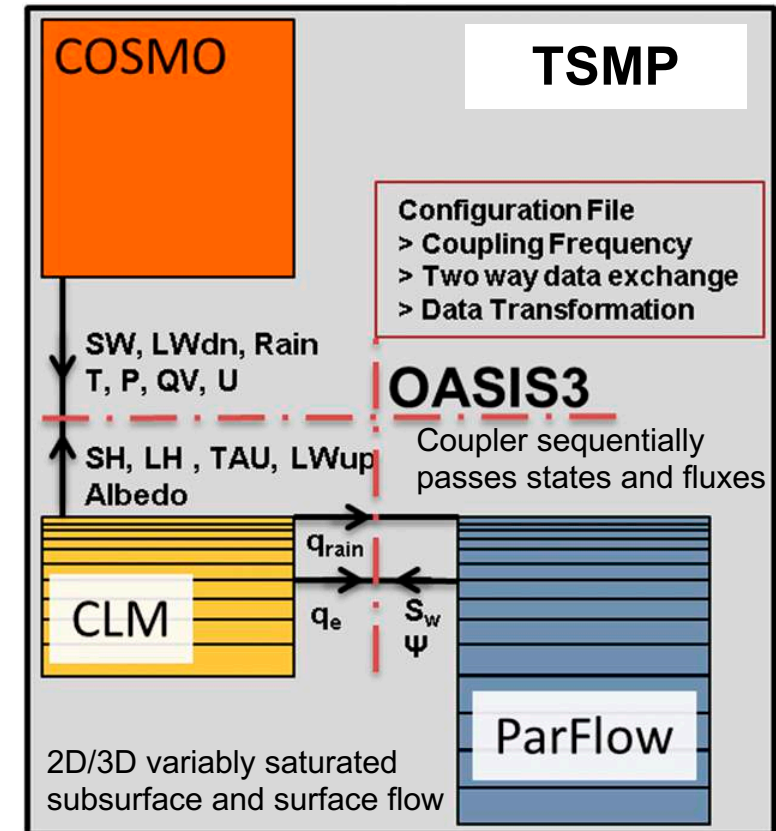 COSMO
TSMP
Configuration File
> Coupling Frequency
> Two way data exchange
> Data Transformation
SW, LWdn, Rain
T, P, QV, U
OASIS3
Coupler sequentially
passes states and fluxes
SH, LH , TAU, LWup
Albedo
qrain
CLM
qe
Sw
Ψ
ParFlow
2D/3D variably saturated
subsurface and surface flow